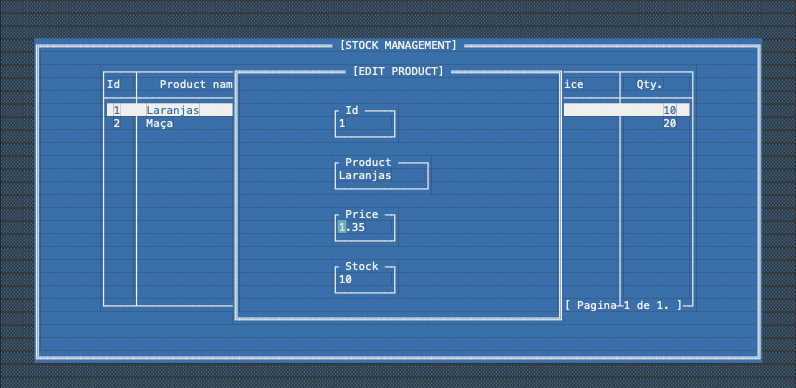 [STOCK MANAGEMENT]
[EDIT PRODUCT]
Id Product nam ice Qty.
Id
1 Laranjas 10
1
2 Maça 20
Product
Laranjas
Price
1.35
Stock
10
[ Pagina 1 de 1. ]